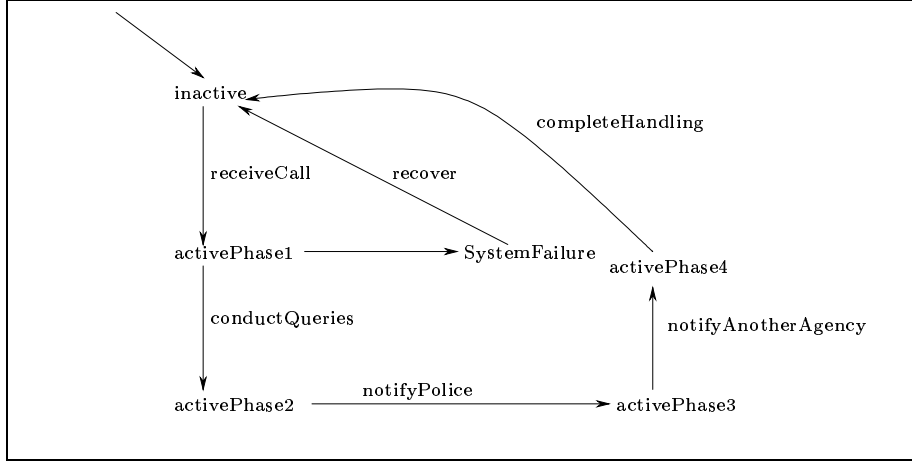 inactive
completeHandling
receiveCall
recover
activePhase1
SystemFailure
activePhase4
conductQueries
notifyAnotherAgency
notifyPolice
activePhase2
activePhase3